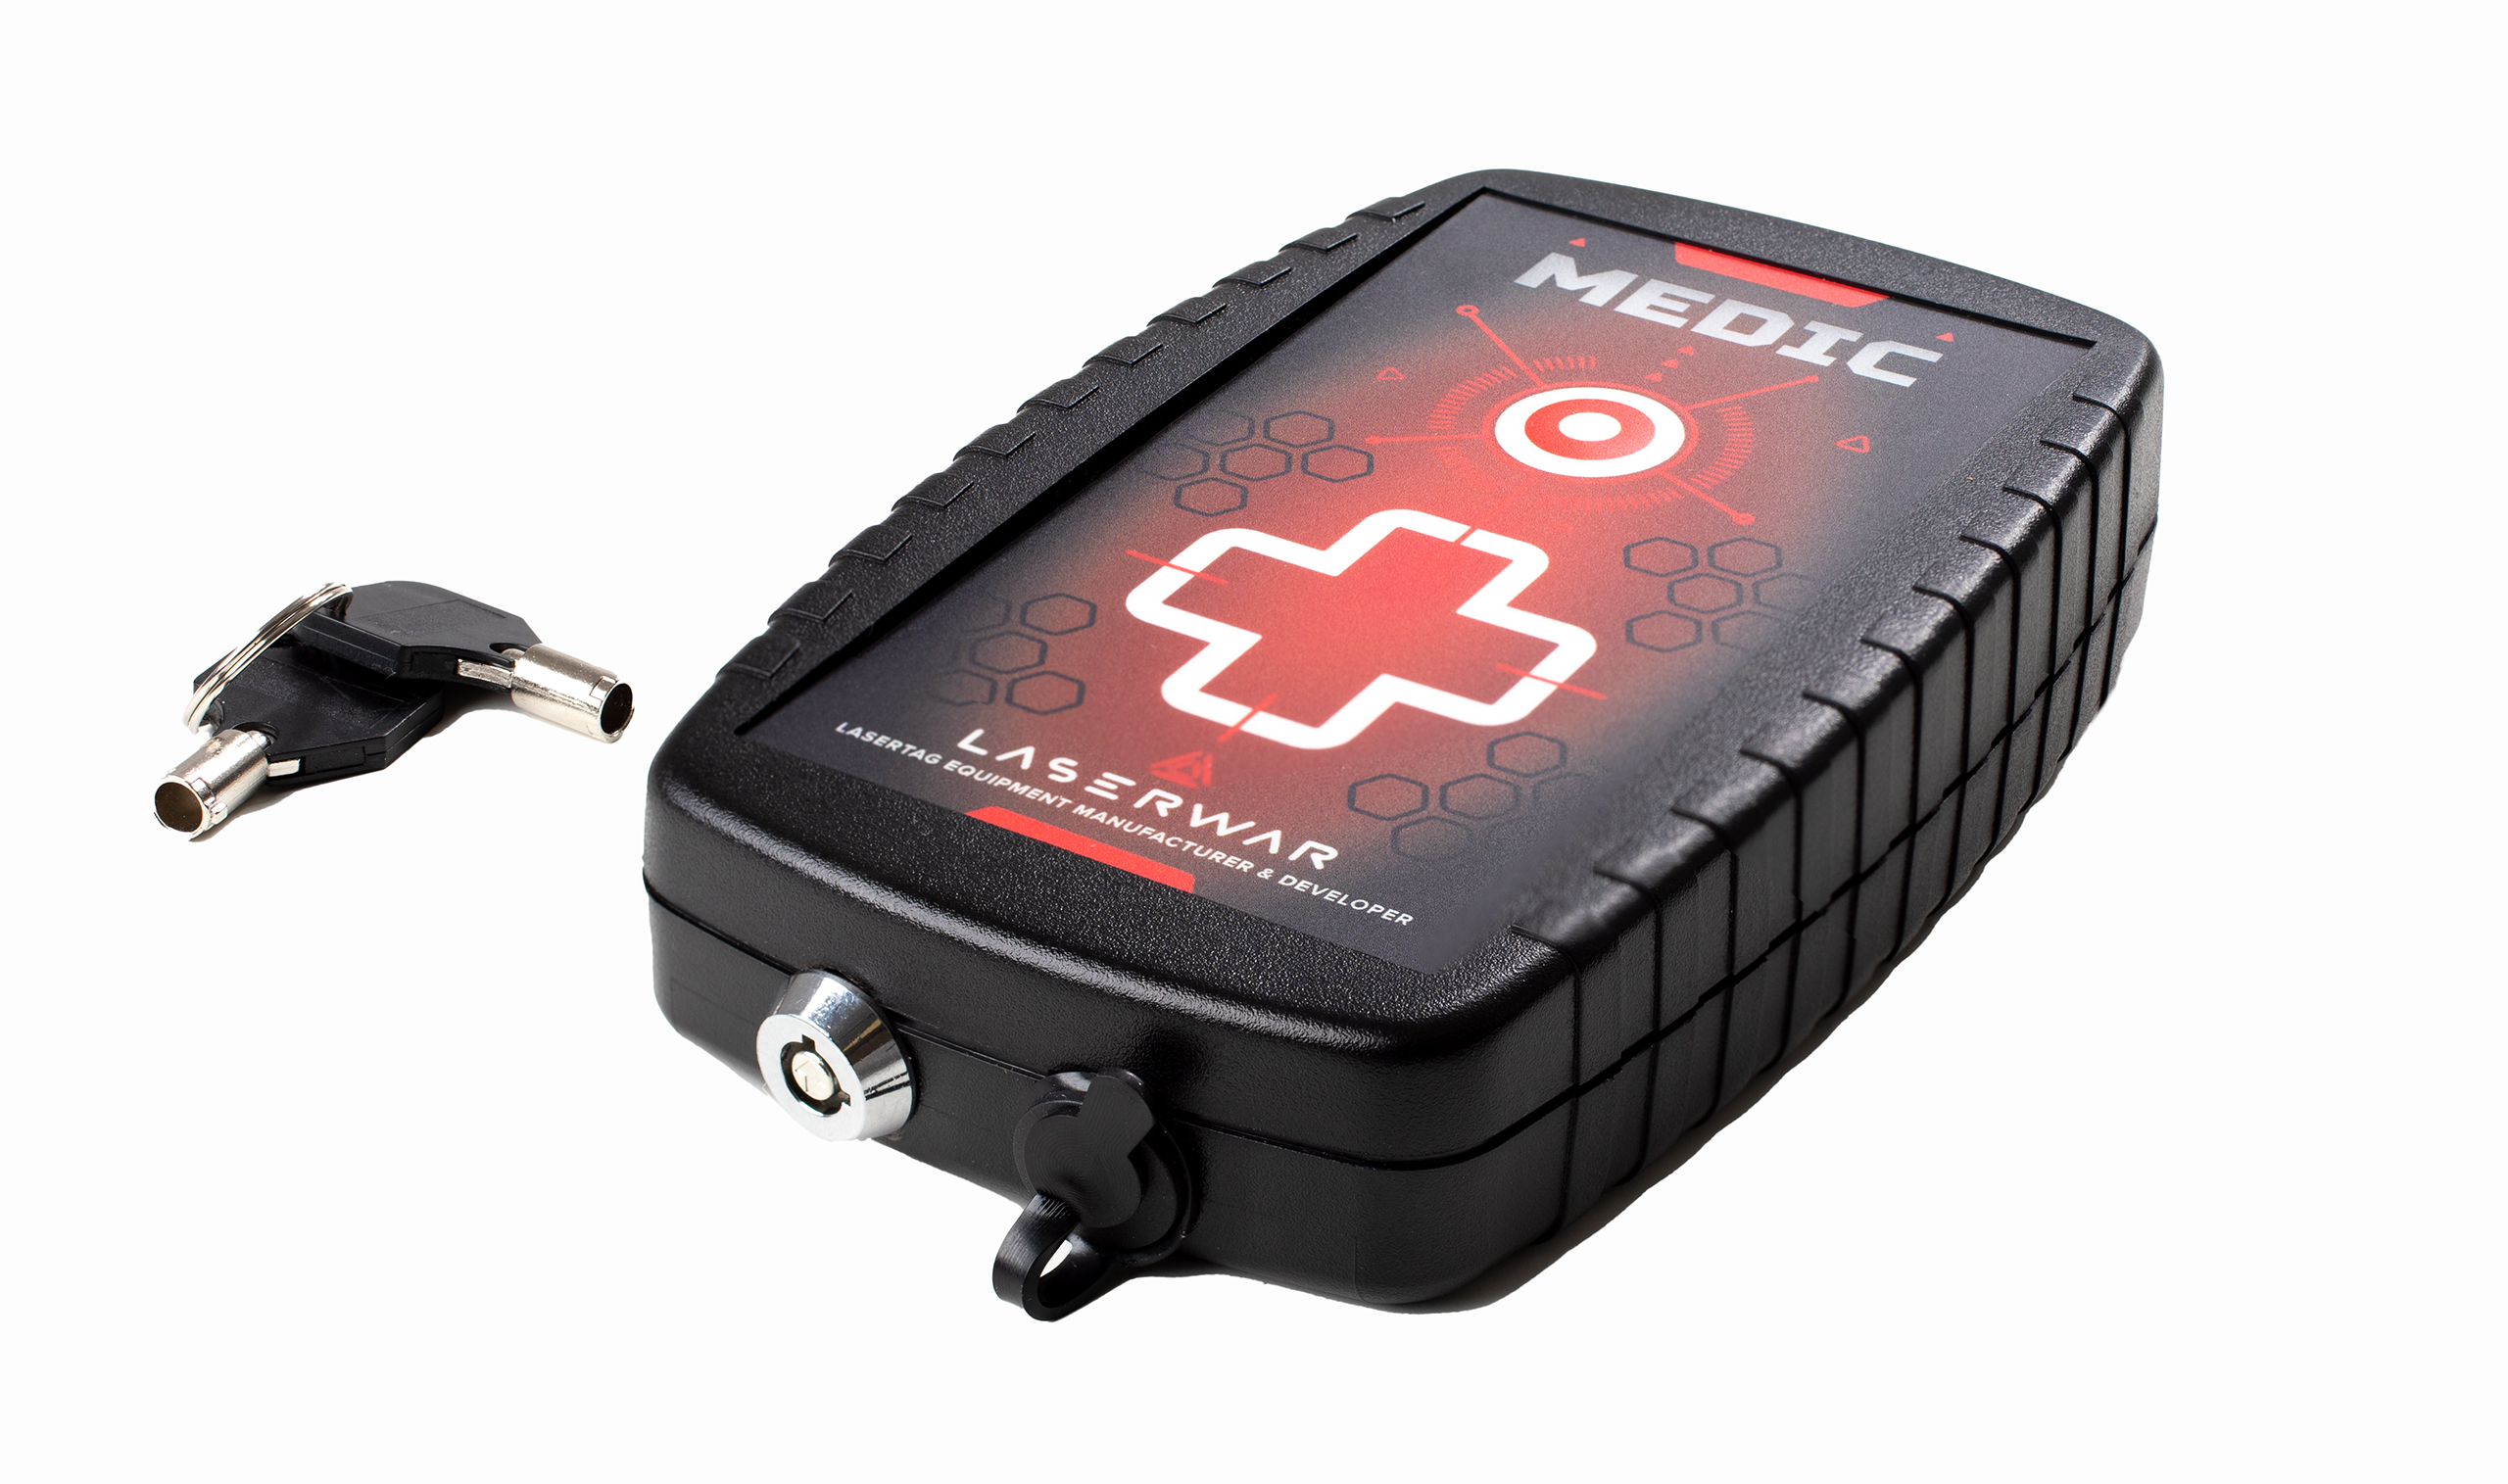 MEDIC
LASERWAR
LASERTAG EQUIPMENT MANUFACTURER & DEVELOPER